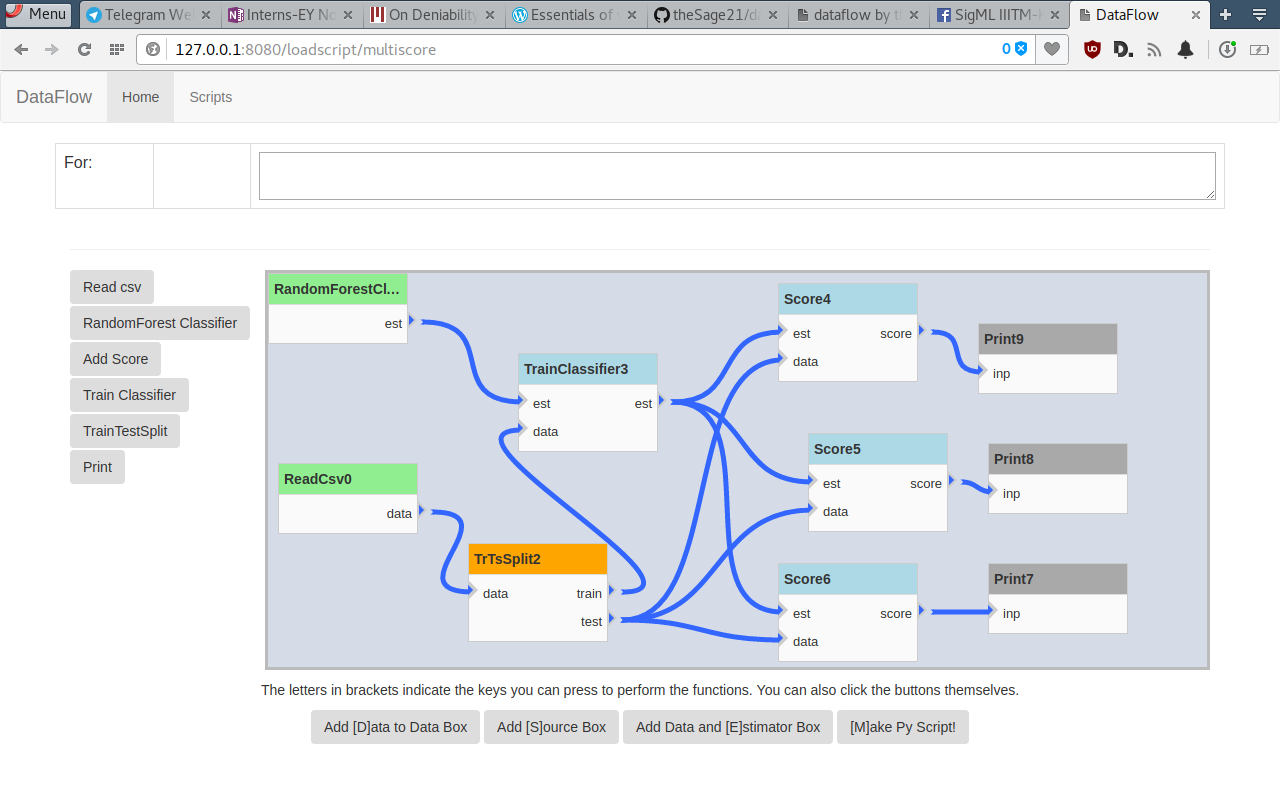 Menu
Telegram We
Interns-EY No
On Deniability
Essentials of
theSage21/da
dataflow by t
SigML IIITM-
DataFlow
127.0.0.1:8080/loadscript/multiscore
0
DataFlow
Home
Scripts
For:
Read csv
RandomForest Classifier
Add Score
Train Classifier
TrainTestSplit
Print
RandomForestCl...
est
TrainClassifier3
est
est
data
ReadCsv0
data
TrTsSplit2
data
train
test
Score4
est
score
data
Score5
est
score
data
Score6
est
score
data
Print9
inp
Print8
inp
Print7
inp
The letters in brackets indicate the keys you can press to perform the functions. You can also click the buttons themselves.
Add [D]ata to Data Box
Add [S]ource Box
Add Data and [E]stimator Box
[M]ake Py Script!